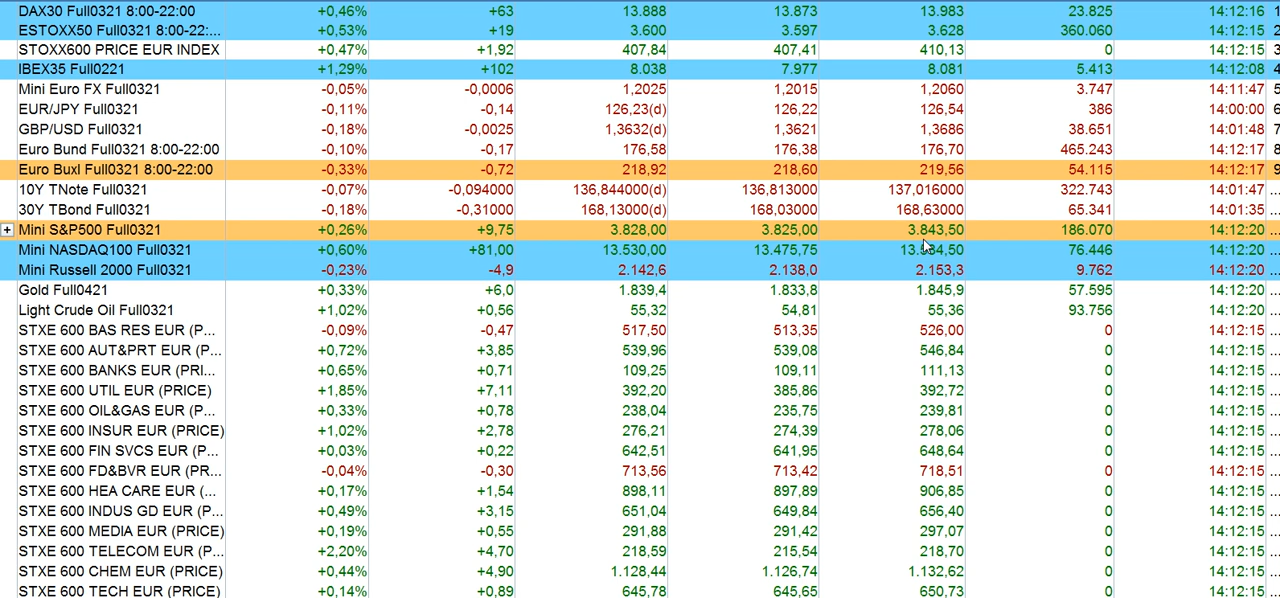 DAX30 Full0321 8:00-22:00 +0,46% +63 13.888 13.873 13.983 23.825 14:12:16 1
ESTOXX50 Full0321 8:00-22:... +0,53% +19 3.600 3.597 3.628 360.060 14:12:15 2
STOXX600 PRICE EUR INDEX +0,47% +1,92 407,84 407,41 410,13 0 14:12:15 3
IBEX35 Full0221 +1,29% +102 8.038 7.977 8.081 5.413 14:12:08 4
Mini Euro FX Full0321 -0,05% -0,0006 1,2025 1,2015 1,2060 3.747 14:11:47 5
EUR/JPY Full0321 -0,11% -0,14 126,23(d) 126,22 126,54 386 14:00:00 6
GBP/USD Full0321 -0,18% -0,0025 1,3632(d) 1,3621 1,3686 38.651 14:01:48 7
Euro Bund Full0321 8:00-22:00 -0,10% -0,17 176,58 176,38 176,70 465.243 14:12:17 8
Euro Buxl Full0321 8:00-22:00 -0,33% -0,72 218,92 218,60 219,56 54.115 14:12:17 9
10Y TNote Full0321 -0,07% -0,094000 136,844000(d) 136,813000 137,016000 322.743 14:01:47 ...
30Y TBond Full0321 -0,18% -0,31000 168,13000(d) 168,03000 168,63000 65.341 14:01:35 ...
Mini S&P500 Full0321 +0,26% +9,75 3.828,00 3.825,00 3.843,50 186.070 14:12:20 ...
Mini NASDAQ100 Full0321 +0,60% +81,00 13.530,00 13.475,75 76.446 14:12:20 ...
Mini Russell 2000 Full0321 -0,23% -4,9 2.142,6 2.138,0 2.153,3 9.762 14:12:20 ...
Gold Full0421 +0,33% +6,0 1.839,4 1.833,8 1.845,9 57.595 14:12:20 ...
Light Crude Oil Full0321 +1,02% +0,56 55,32 54,81 55,36 93.756 14:12:20 ...
STXE 600 BAS RES EUR (P... -0,09% -0,47 517,50 513,35 526,00 0 14:12:15 ...
STXE 600 AUT&PRT EUR (P... +0,72% +3,85 539,96 539,08 546,84 0 14:12:15 ...
STXE 600 BANKS EUR (PRI... +0,65% +0,71 109,25 109,11 111,13 0 14:12:15 ...
STXE 600 UTIL EUR (PRICE) +1,85% +7,11 392,20 385,86 392,72 0 14:12:15 ...
STXE 600 OIL&GAS EUR (P... +0,33% +0,78 238,04 235,75 239,81 0 14:12:15 ...
STXE 600 INSUR EUR (PRICE) +1,02% +2,78 276,21 274,39 278,06 0 14:12:15 ...
STXE 600 FIN SVCS EUR (P... +0,03% +0,22 642,51 641,95 648,64 0 14:12:15 ...
STXE 600 FD&BVR EUR (PR... -0,04% -0,30 713,56 713,42 718,51 0 14:12:15 ...
STXE 600 HEA CARE EUR (... +0,17% +1,54 898,11 897,89 906,85 0 14:12:15 ...
STXE 600 INDUS GD EUR (P... +0,49% +3,15 651,04 649,84 656,40 0 14:12:15 ...
STXE 600 MEDIA EUR (PRICE) +0,19% +0,55 291,88 291,42 297,07 0 14:12:15 ...
STXE 600 TELECOM EUR (P... +2,20% +4,70 218,59 215,54 218,70 0 14:12:15 ...
STXE 600 CHEM EUR (PRICE) +0,44% +4,90 1.128,44 1.126,74 1.132,62 0 14:12:15 ...
STXE 600 TECH EUR (PRICE) +0,14% +0,89 645,78 645,65 650,73 0 14:12:15 ...